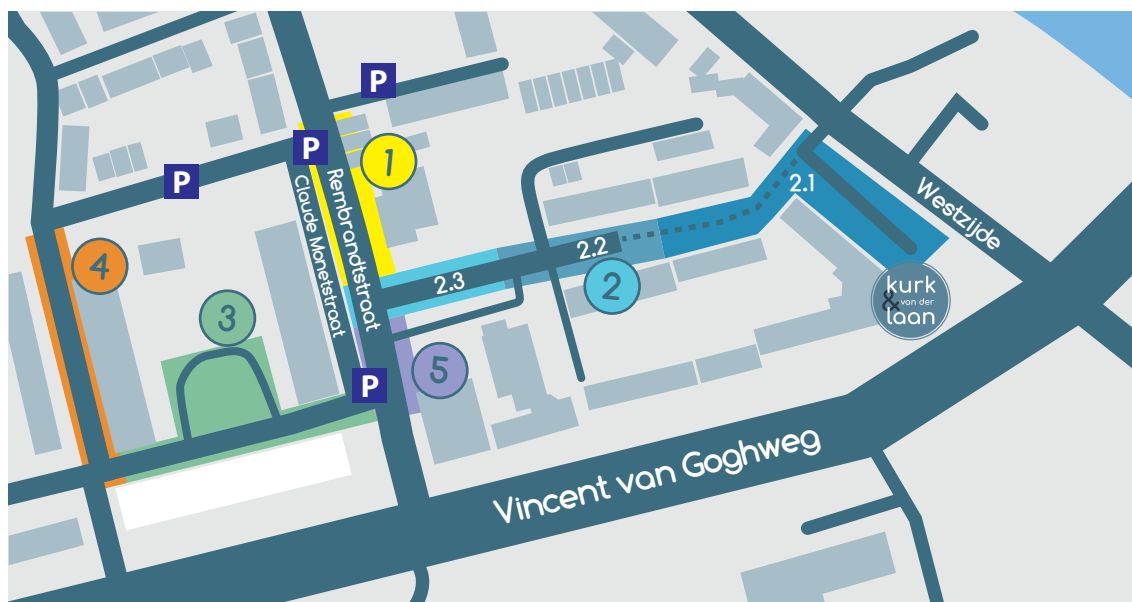 P
P
P
1
Rembrandtstraat
Claude Monetstraat
2.1
Westzijde
4
2.2
2.3
2
kurk
& van der
laan
3
5
P
Vincent van Goghweg